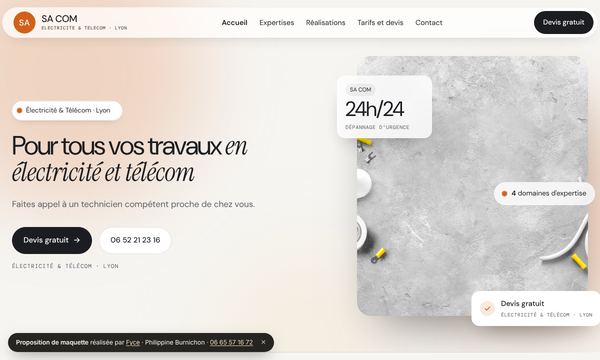 SA
SA COM
ÉLECTRICITÉ & TÉLÉCOM · LYON
Accueil
Expertises
Réalisations
Tarifs et devis
Contact
Devis gratuit
Électricité & Télécom · Lyon
Pour tous vos travaux en
électricité et télécom
Faites appel à un technicien compétent proche de chez vous.
Devis gratuit →
06 52 21 23 16
ÉLECTRICITÉ & TÉLÉCOM · LYON
SA COM
24h/24
DÉPANNAGE D'URGENCE
4 domaines d'expertise
Devis gratuit
ÉLECTRICITÉ & TÉLÉCOM · LYON
Proposition de maquette réalisée par Fyce · Philippine Burnichon · 06 65 57 16 72 ×